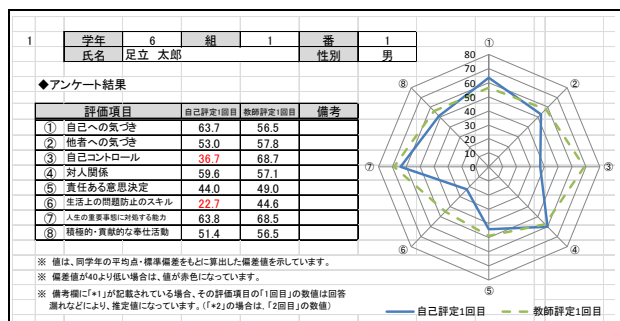 1 学年 6 組 1 番 1
氏名 足立 太郎 性別 男
◆アンケート結果
評価項目 自己評定1回目 教師評定1回目 備考
① 自己への気づき 63.7 56.5
② 他者への気づき 53.0 57.8
③ 自己コントロール 36.7 68.7
④ 対人関係 59.6 57.1
⑤ 責任ある意思決定 44.0 49.0
⑥ 生活上の問題防止のスキル 22.7 44.6
⑦ 人生の重要事態に対処する能力 63.8 68.5
⑧ 積極的・貢献的な奉仕活動 51.4 56.5
※ 値は、同学年の平均点・標準偏差をもとに算出した偏差値を示しています。
※ 偏差値が40より低い場合は、値が赤色になっています。
※ 備考欄に「*1」が記載されている場合、その評価項目の「1回目」の数値は回答
漏れなどにより、推定値になっています。(「*2」の場合は、「2回目」の数値)
①
80
70
60
50
40
30
20
10
0
②
③
④
⑤
⑥
⑦
⑧
自己評定1回目 教師評定1回目